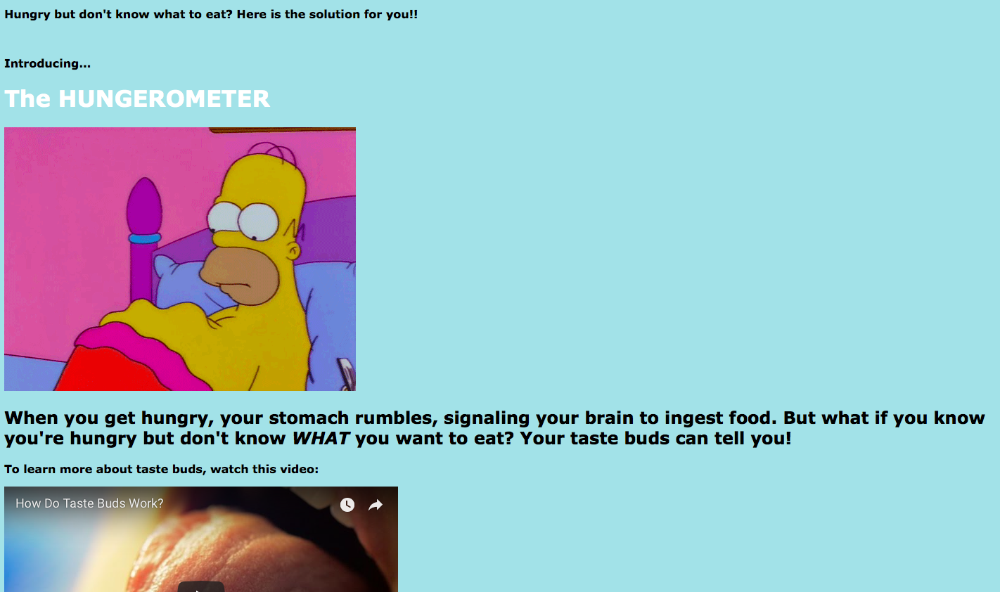 Hungry but don't know what to eat? Here is the solution for you!!
Introducing...
The HUNGEROMETER
When you get hungry, your stomach rumbles, signaling your brain to ingest food. But what if you know
you're hungry but don't know WHAT you want to eat? Your taste buds can tell you!
To learn more about taste buds, watch this video:
How Do Taste Buds Work?